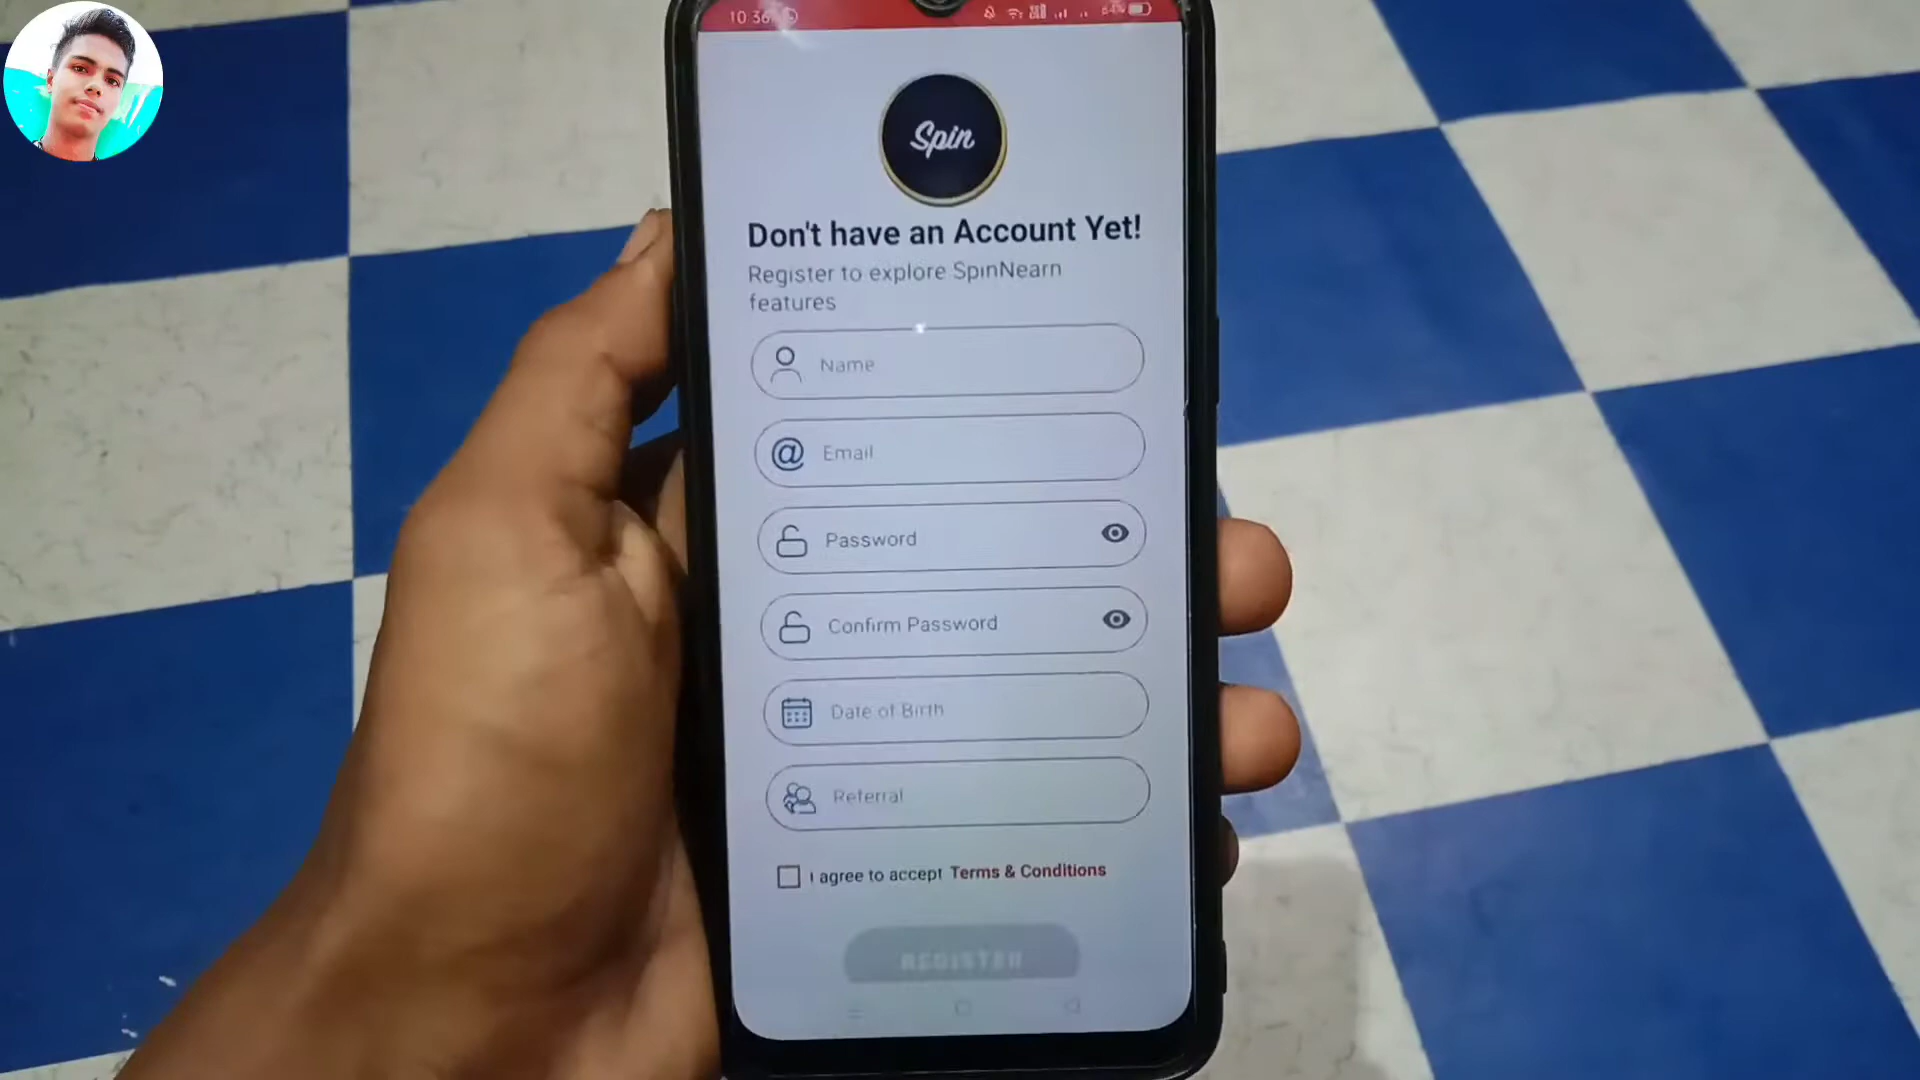 10 36
64%
Spin
Don't have an Account Yet!
Register to explore SpinNearn
features
Name
@ Email
Password
Confirm Password
Date of Birth
Referral
I agree to accept Terms & Conditions
REGISTER